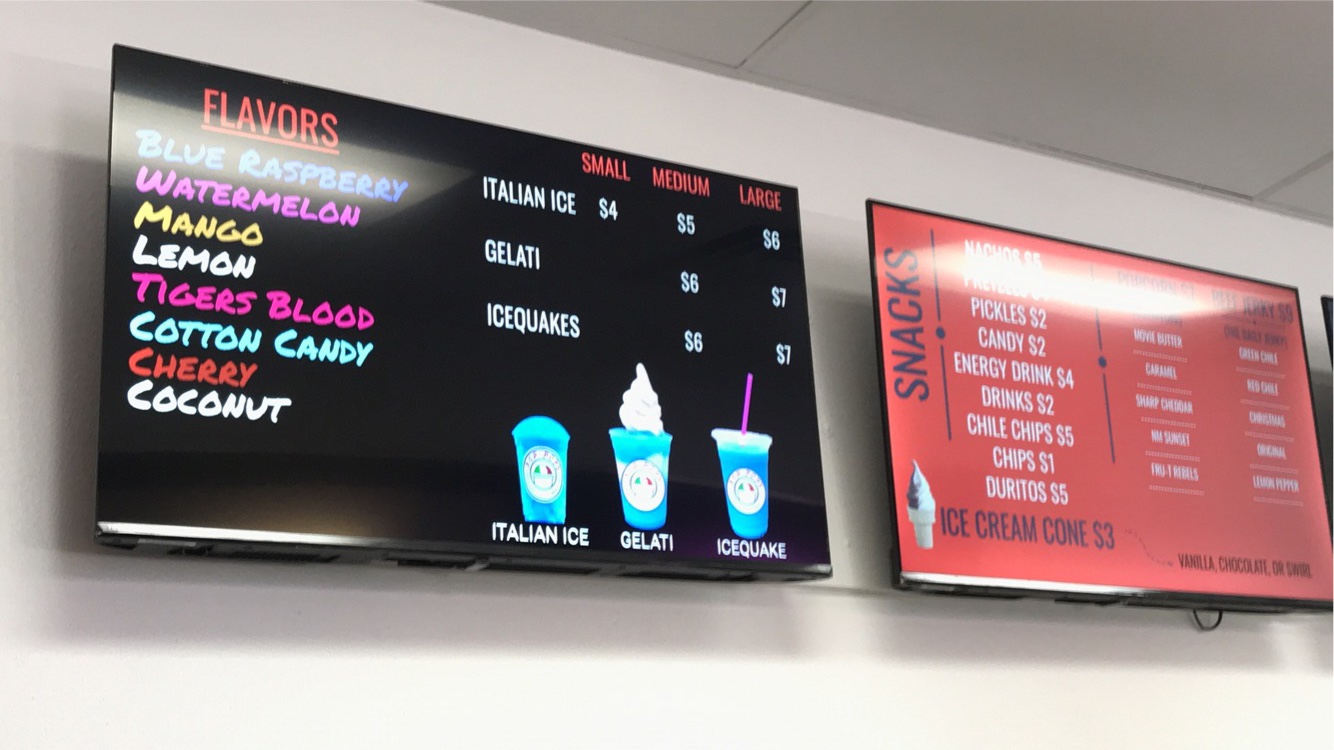 FLAVORS
BLUE RASPBERRY
WATERMELON
MANGO
LEMON
TIGERS BLOOD
COTTON CANDY
CHERRY
COCONUT
SMALL MEDIUM LARGE
ITALIAN ICE $4 $5 $6
GELATI $6 $7
ICEQUAKES $6 $7
ITALIAN ICE GELATI ICEQUAKE
SNACKS
NACHOS $5
PICKLES $2
CANDY $2
ENERGY DRINK $4
DRINKS $2
CHILE CHIPS $5
CHIPS $1
DURITOS $5
MOVIE BUTTER
CARAMEL
SHARP CHEDDAR
NM SUNSET
FRU-T REBELS
JERKY $9
GREEN CHILE
RED CHILE
CHRISTMAS
ORIGINAL
LEMON PEPPER
ICE CREAM CONE $3
VANILLA, CHOCOLATE, OR SWIRL